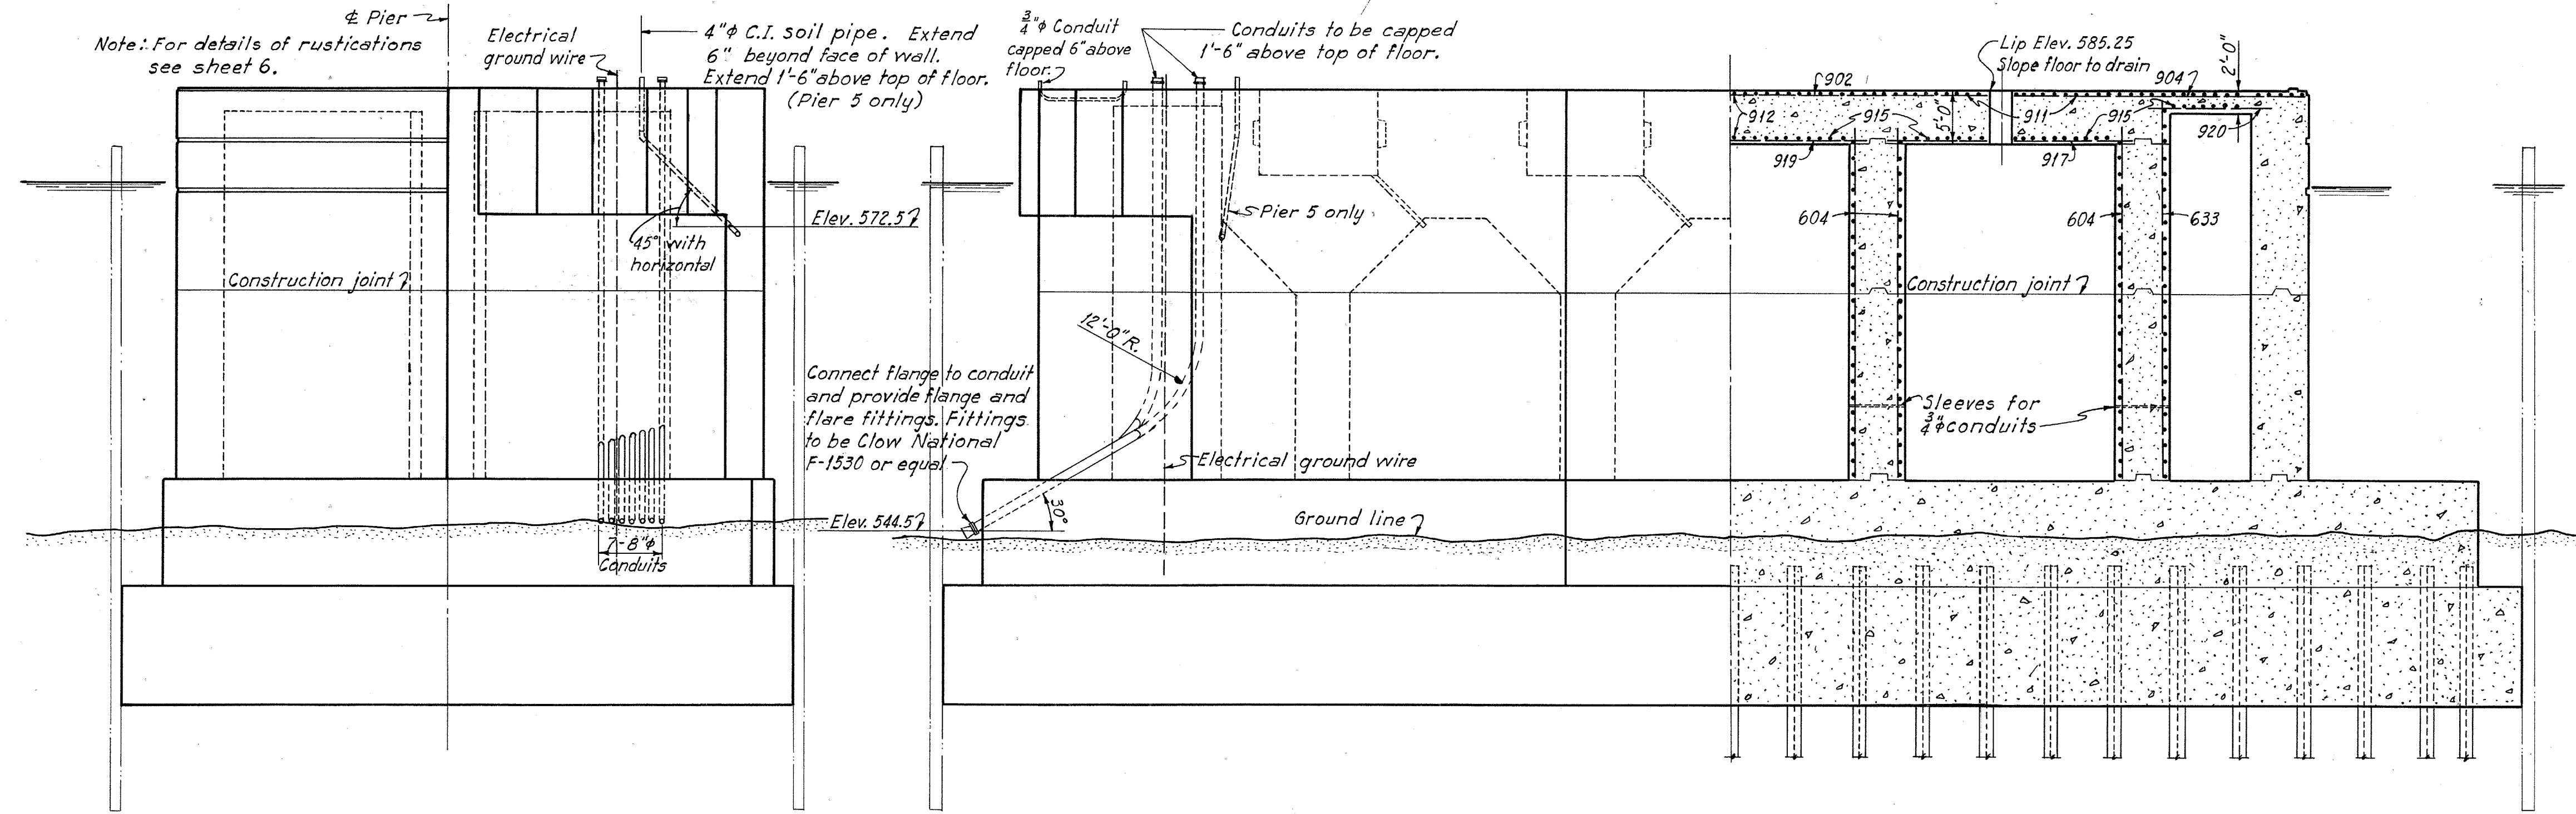 ℄ Pier
Note: For details of rustications
see sheet 6.
Electrical
ground wire
4"φ C.I. soil pipe. Extend
6" beyond face of wall.
Extend 1'-6" above top of floor.
(Pier 5 only)
3/4"φ Conduit
capped 6" above
floor.
Conduits to be capped
1'-6" above top of floor.
Lip Elev. 585.25
Slope floor to drain
2'-0"
902
904
912
915
5'-0"
911
915
920
919
917
Elev. 572.5
Pier 5 only
604
604
633
45° with
horizontal
Construction joint
Construction joint
12'-0" R.
Connect flange to conduit
and provide flange and
flare fittings. Fittings
to be Clow National
F-1530 or equal
Sleeves for
3/4"φ conduits
Electrical ground wire
30°
Elev. 544.5
Ground line
7-8"φ
Conduits